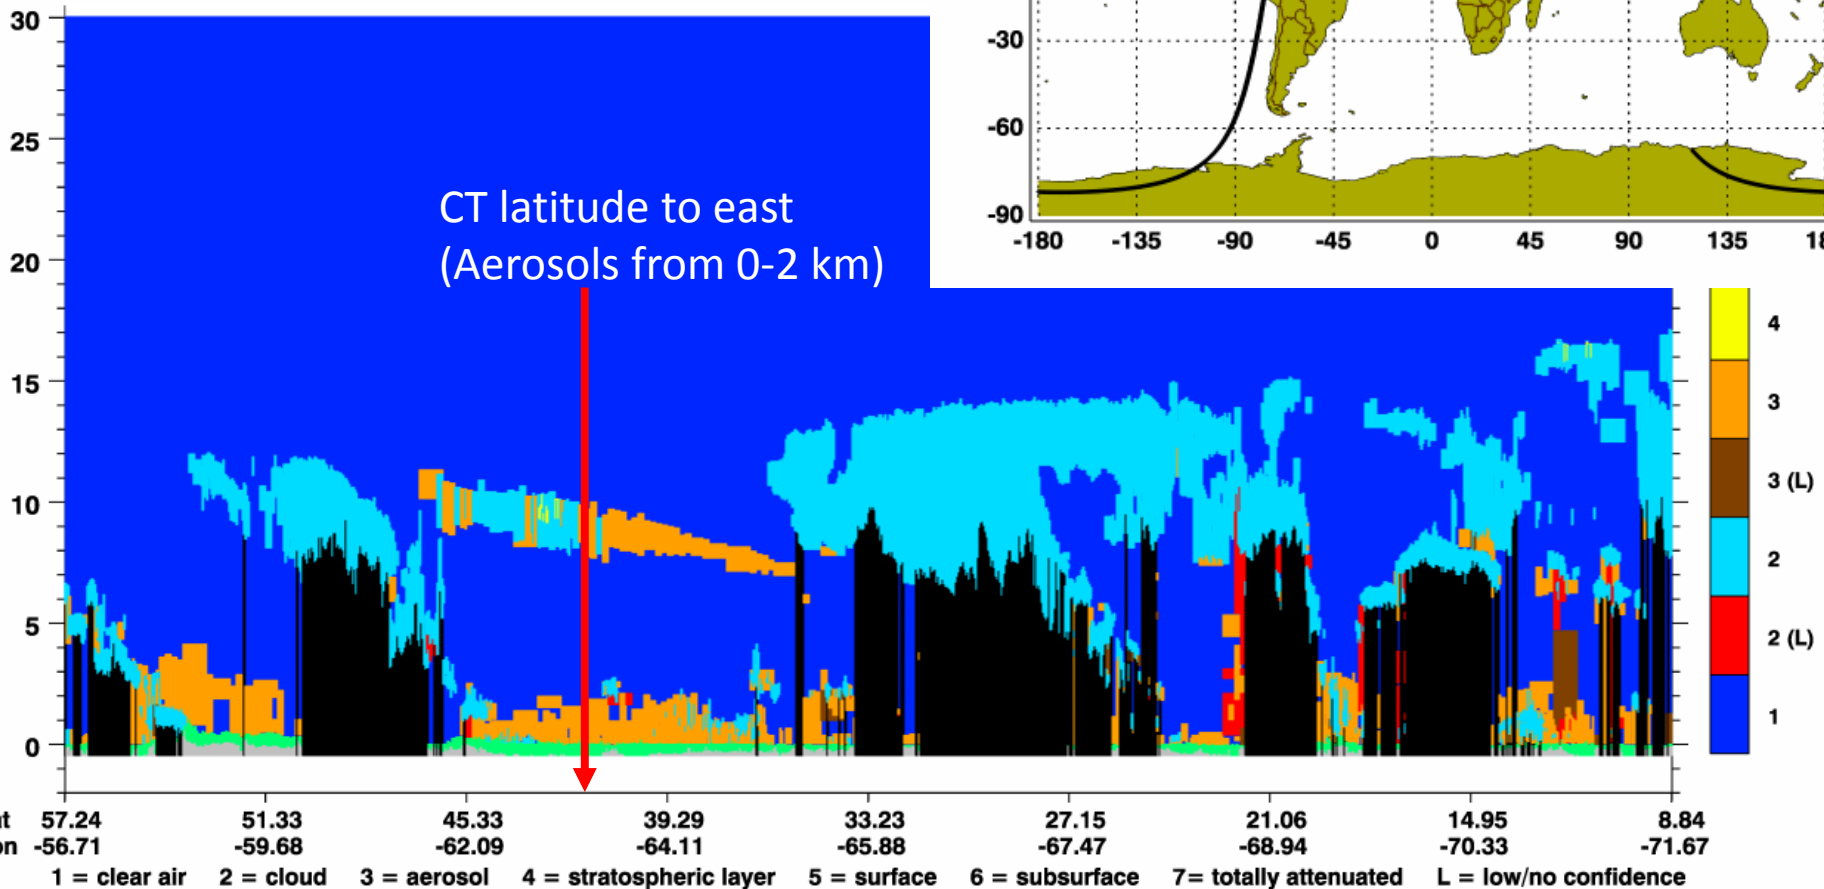 30
25
20
15
10
5
0
-30
-60
-90
-180 -135 -90 -45 0 45 90 135
CT latitude to east
(Aerosols from 0-2 km)
4
3
3 (L)
2
2 (L)
1
57.24 51.33 45.33 39.29 33.23 27.15 21.06 14.95 8.84
-56.71 -59.68 -62.09 -64.11 -65.88 -67.47 -68.94 -70.33 -71.67
1 = clear air 2 = cloud 3 = aerosol 4 = stratospheric layer 5 = surface 6 = subsurface 7= totally attenuated L = low/no confidence